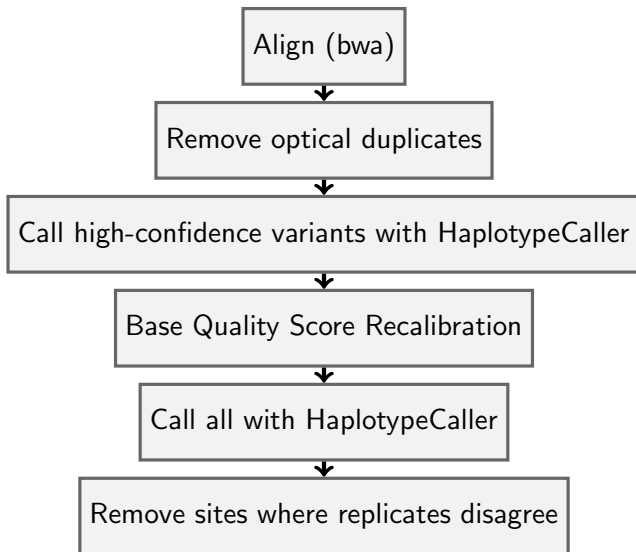 Align (bwa)
Remove optical duplicates
Call high-confidence variants with HaplotypeCaller
Base Quality Score Recalibration
Call all with HaplotypeCaller
Remove sites where replicates disagree